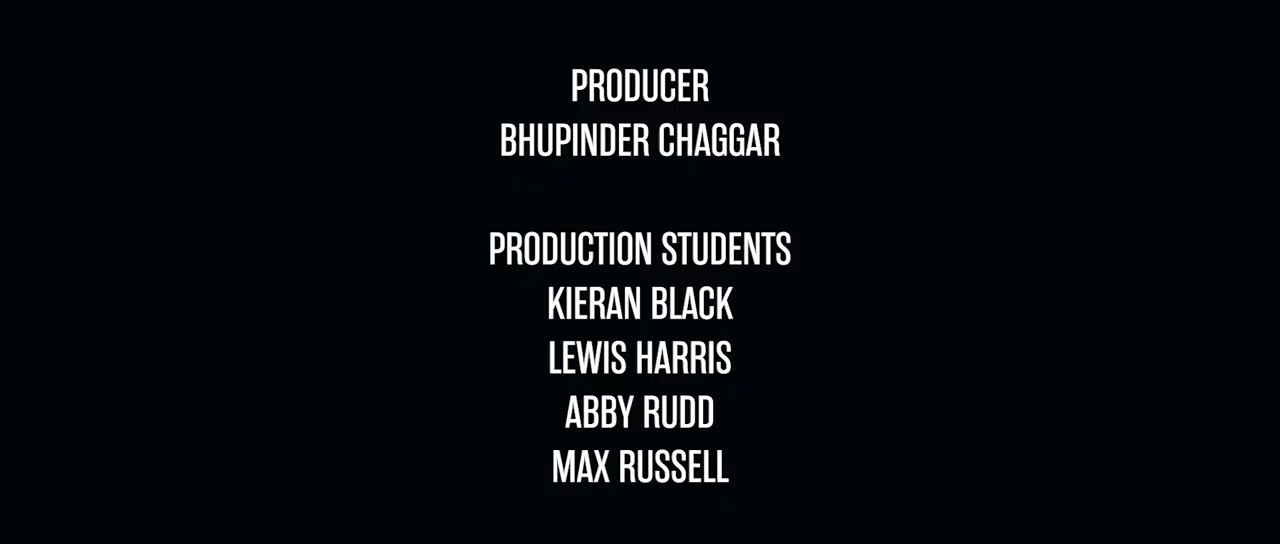 PRODUCER
BHUPINDER CHAGGAR
PRODUCTION STUDENTS
KIERAN BLACK
LEWIS HARRIS
ABBY RUDD
MAX RUSSELL